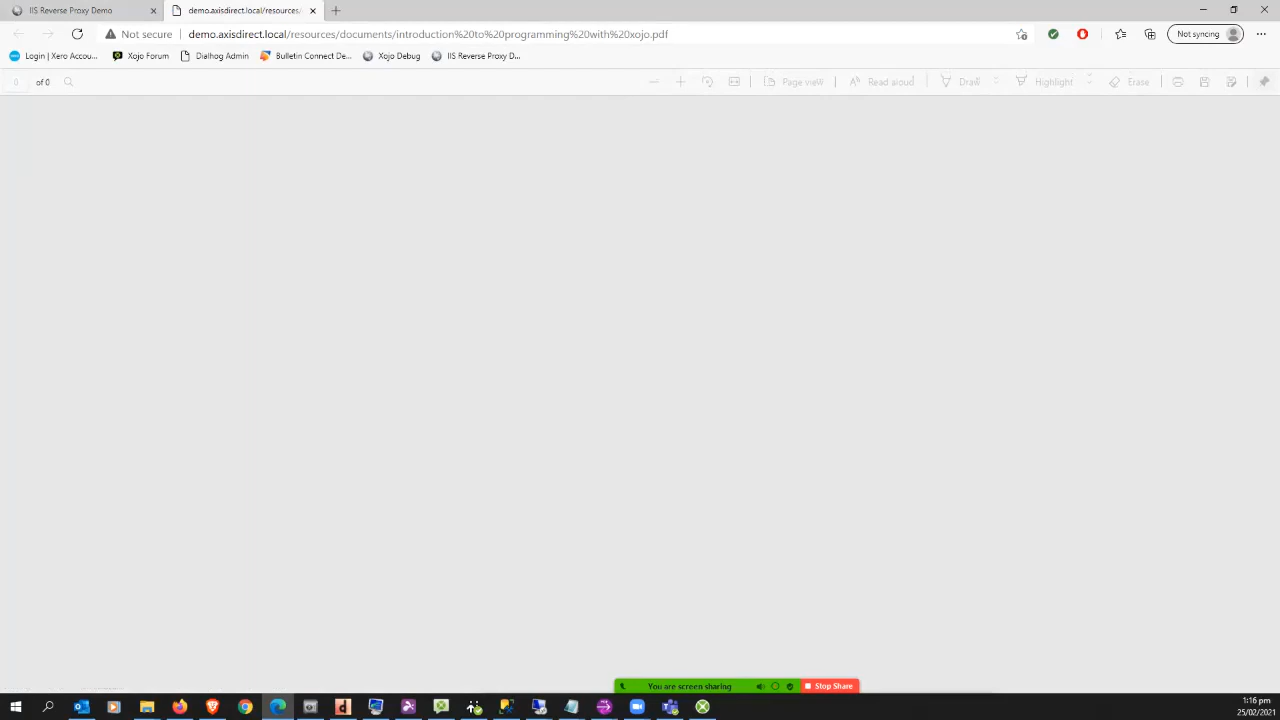 IIS Reverse Proxy Demo
demo.axisdirect.local/resources/
Not secure demo.axisdirect.local/resources/documents/introduction%20to%20programming%20with%20xojo.pdf Not syncing
Login | Xero Accou... Xojo Forum Dialhog Admin Bulletin Connect De... Xojo Debug IIS Reverse Proxy D...
0 of 0 Page view Read aloud Draw Highlight Erase
You are screen sharing Stop Share
1:16 pm
25/02/2021